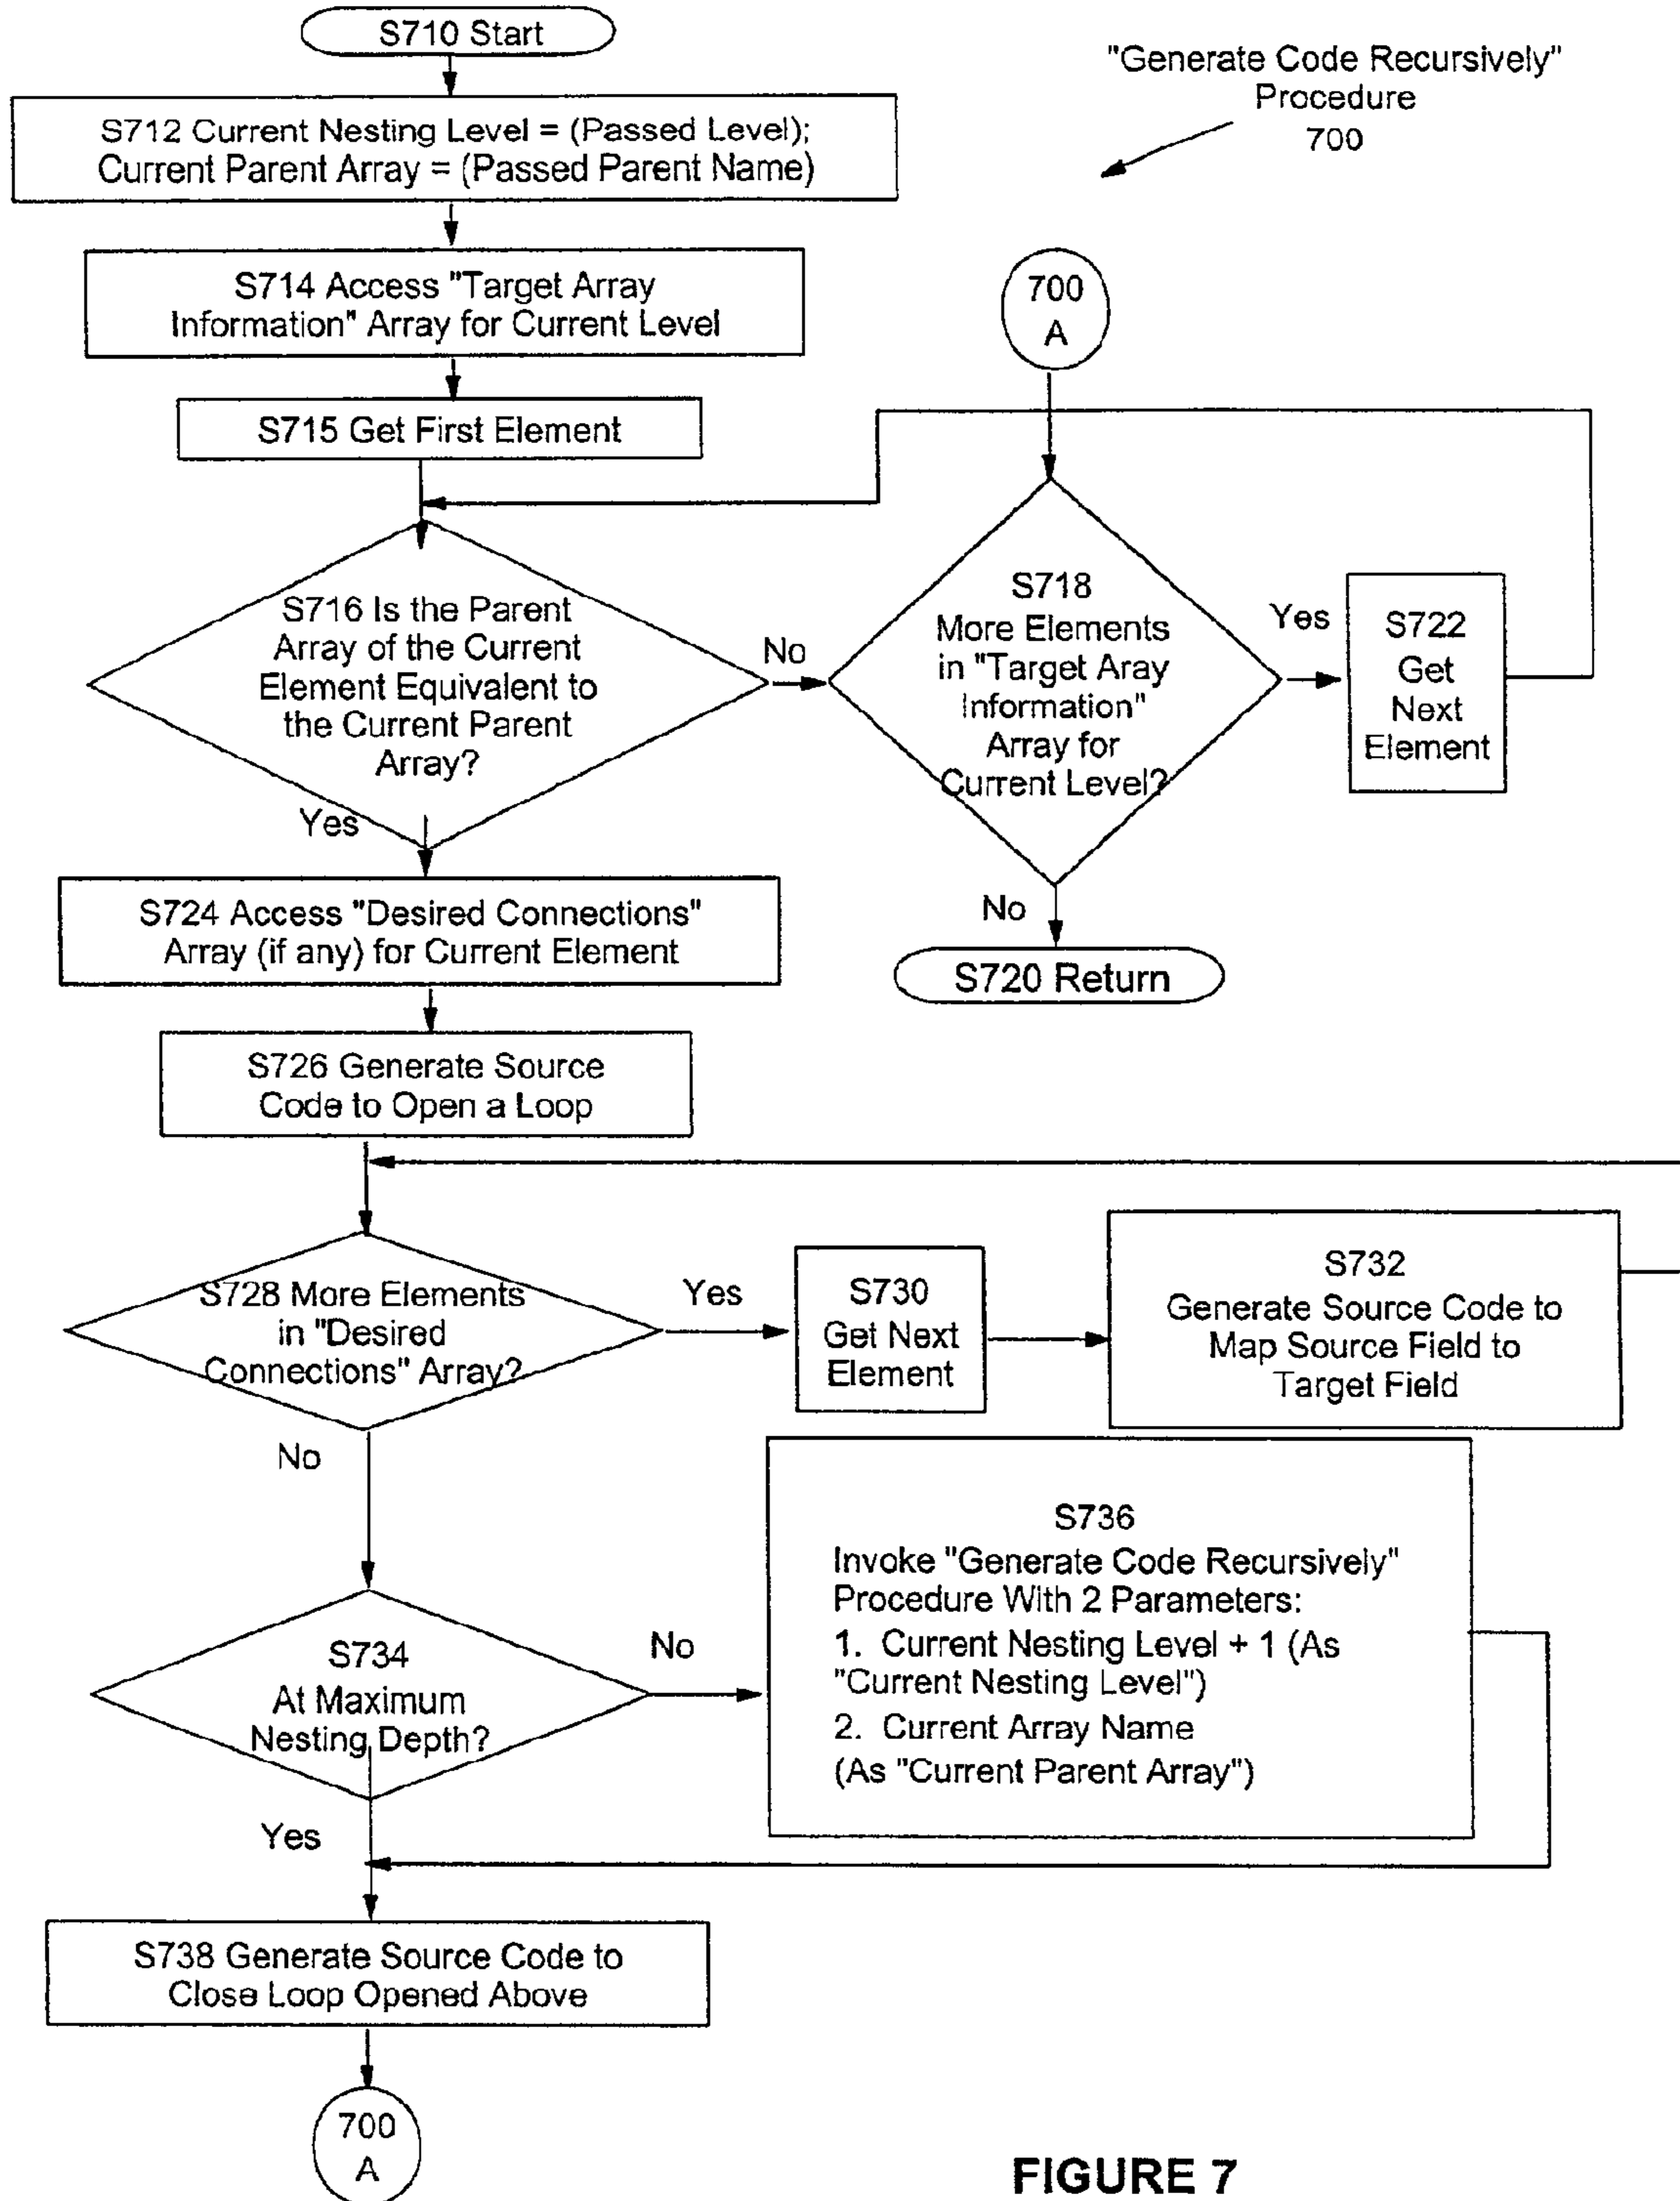 S710 Start
"Generate Code Recursively"
Procedure
700
S712 Current Nesting Level = (Passed Level);
Current Parent Array = (Passed Parent Name)
S714 Access "Target Array
Information" Array for Current Level
700
A
S715 Get First Element
S716 Is the Parent
Array of the Current
Element Equivalent to
the Current Parent
Array?
No
Yes
S718
More Elements
in "Target Aray
Information"
Array for
Current Level?
Yes
No
S722
Get
Next
Element
S720 Return
S724 Access "Desired Connections"
Array (if any) for Current Element
S726 Generate Source
Code to Open a Loop
S728 More Elements
in "Desired
Connections" Array?
Yes
No
S730
Get Next
Element
S732
Generate Source Code to
Map Source Field to
Target Field
S734
At Maximum
Nesting Depth?
No
Yes
S736
Invoke "Generate Code Recursively"
Procedure With 2 Parameters:
1. Current Nesting Level + 1 (As
"Current Nesting Level")
2. Current Array Name
(As "Current Parent Array")
S738 Generate Source Code to
Close Loop Opened Above
700
A
FIGURE 7